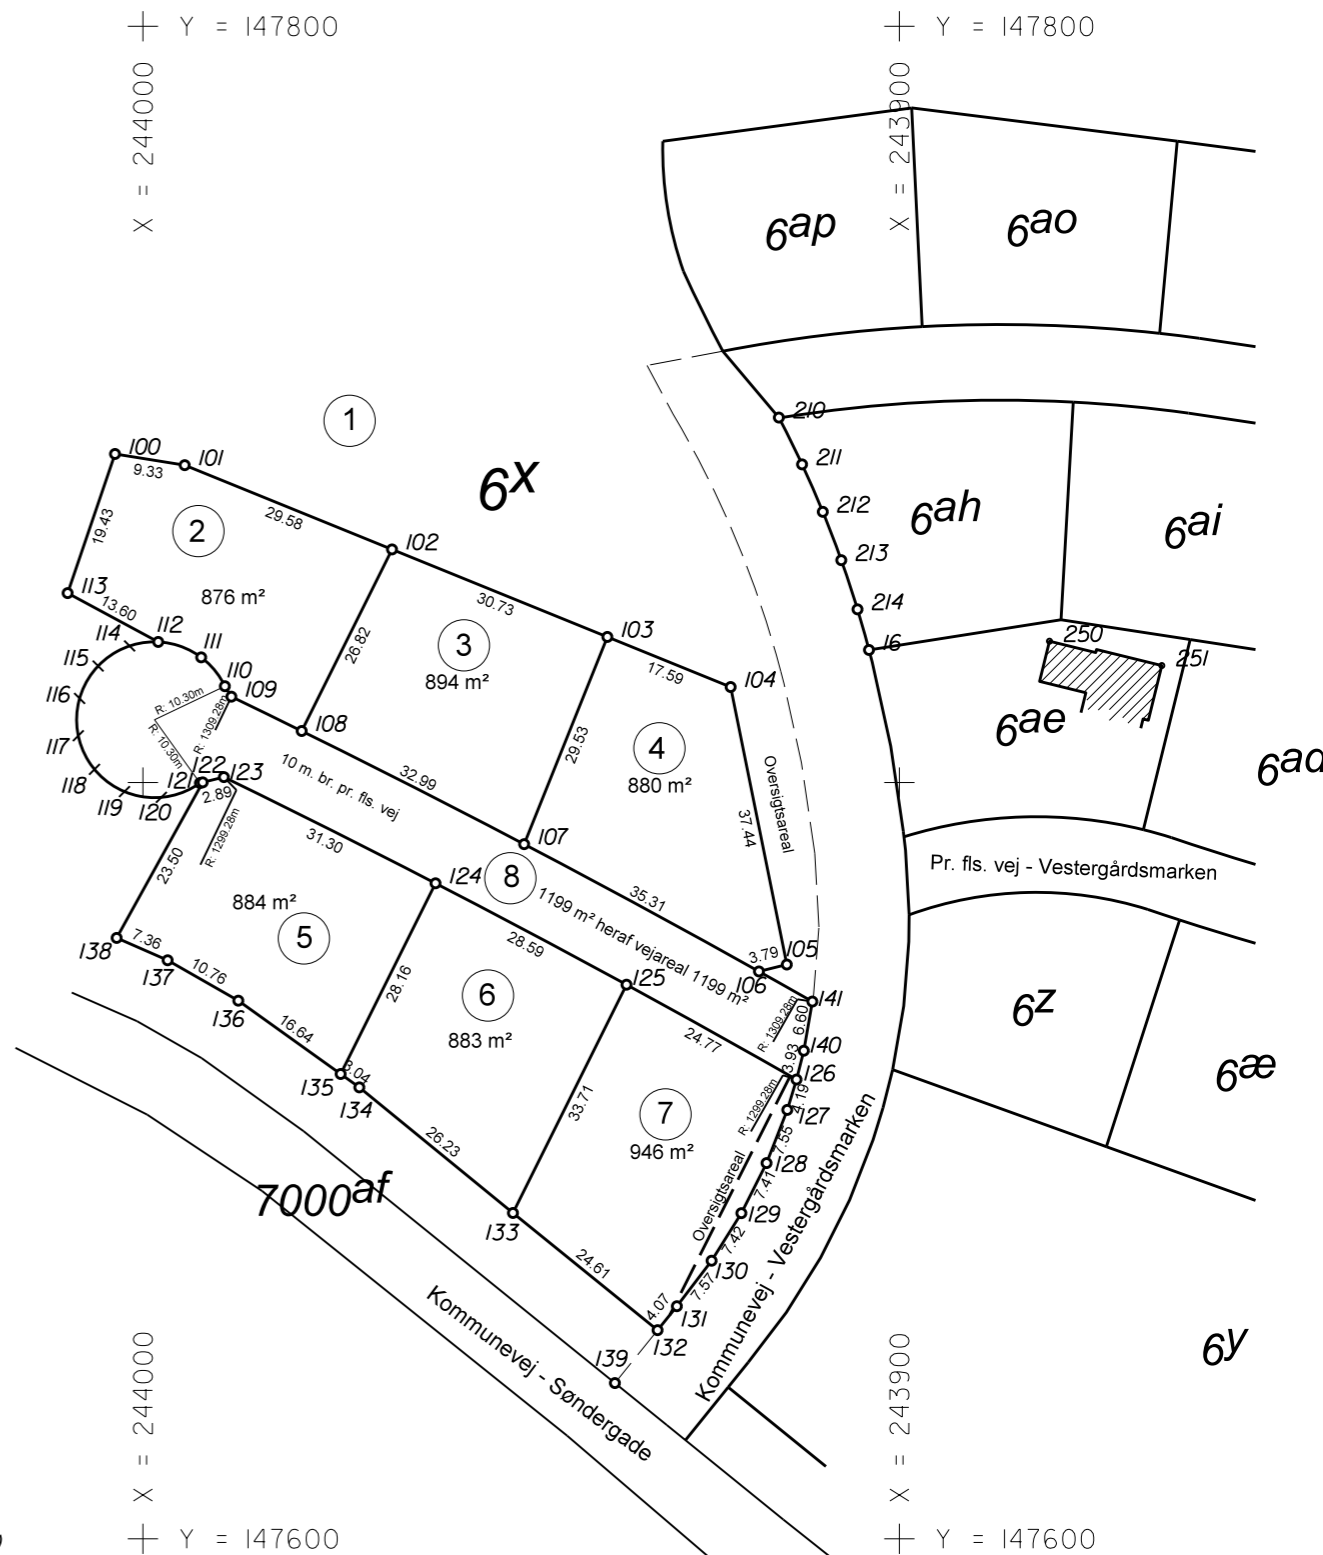 Y = 147800
Y = 147800
X = 244000
X = 243900
6ap
6ao
1
210
100
101
9.33
211
6x
212
6ah
6ai
29.58
19.43
2
102
213
876 m²
113
13.60
30.73
214
112
114
111
26.82
3
103
16
250
251
115
110
894 m²
17.59
104
116
109
R: 10.30m
R: 1309.28m
R: 10.30m
108
29.53
4
6ae
117
10 m. br. pr. fls. vej
32.99
880 m²
Oversigtsareal
6ad
118
121
122
123
119
120
2.89
R: 1299.28m
37.44
31.30
107
23.50
124
8
35.31
Pr. fls. vej - Vestergårdsmarken
884 m²
1199 m² heraf vejareal 1199 m²
5
138
7.36
28.59
3.79
105
137
10.76
28.16
125
106
136
6
141
6z
16.64
883 m²
R: 1309.28m
6.60
24.77
3.93
140
6æ
135
3.04
134
126
33.71
R: 1299.28m
4.19
127
7
26.23
946 m²
7.55
128
7000af
Oversigtsareal
7.41
133
129
7.42
24.61
130
7.57
4.07
131
132
Kommunevej - Vestergårdsmarken
139
6y
Kommunevej - Søndergade
X = 244000
X = 243900
Y = 147600
Y = 147600